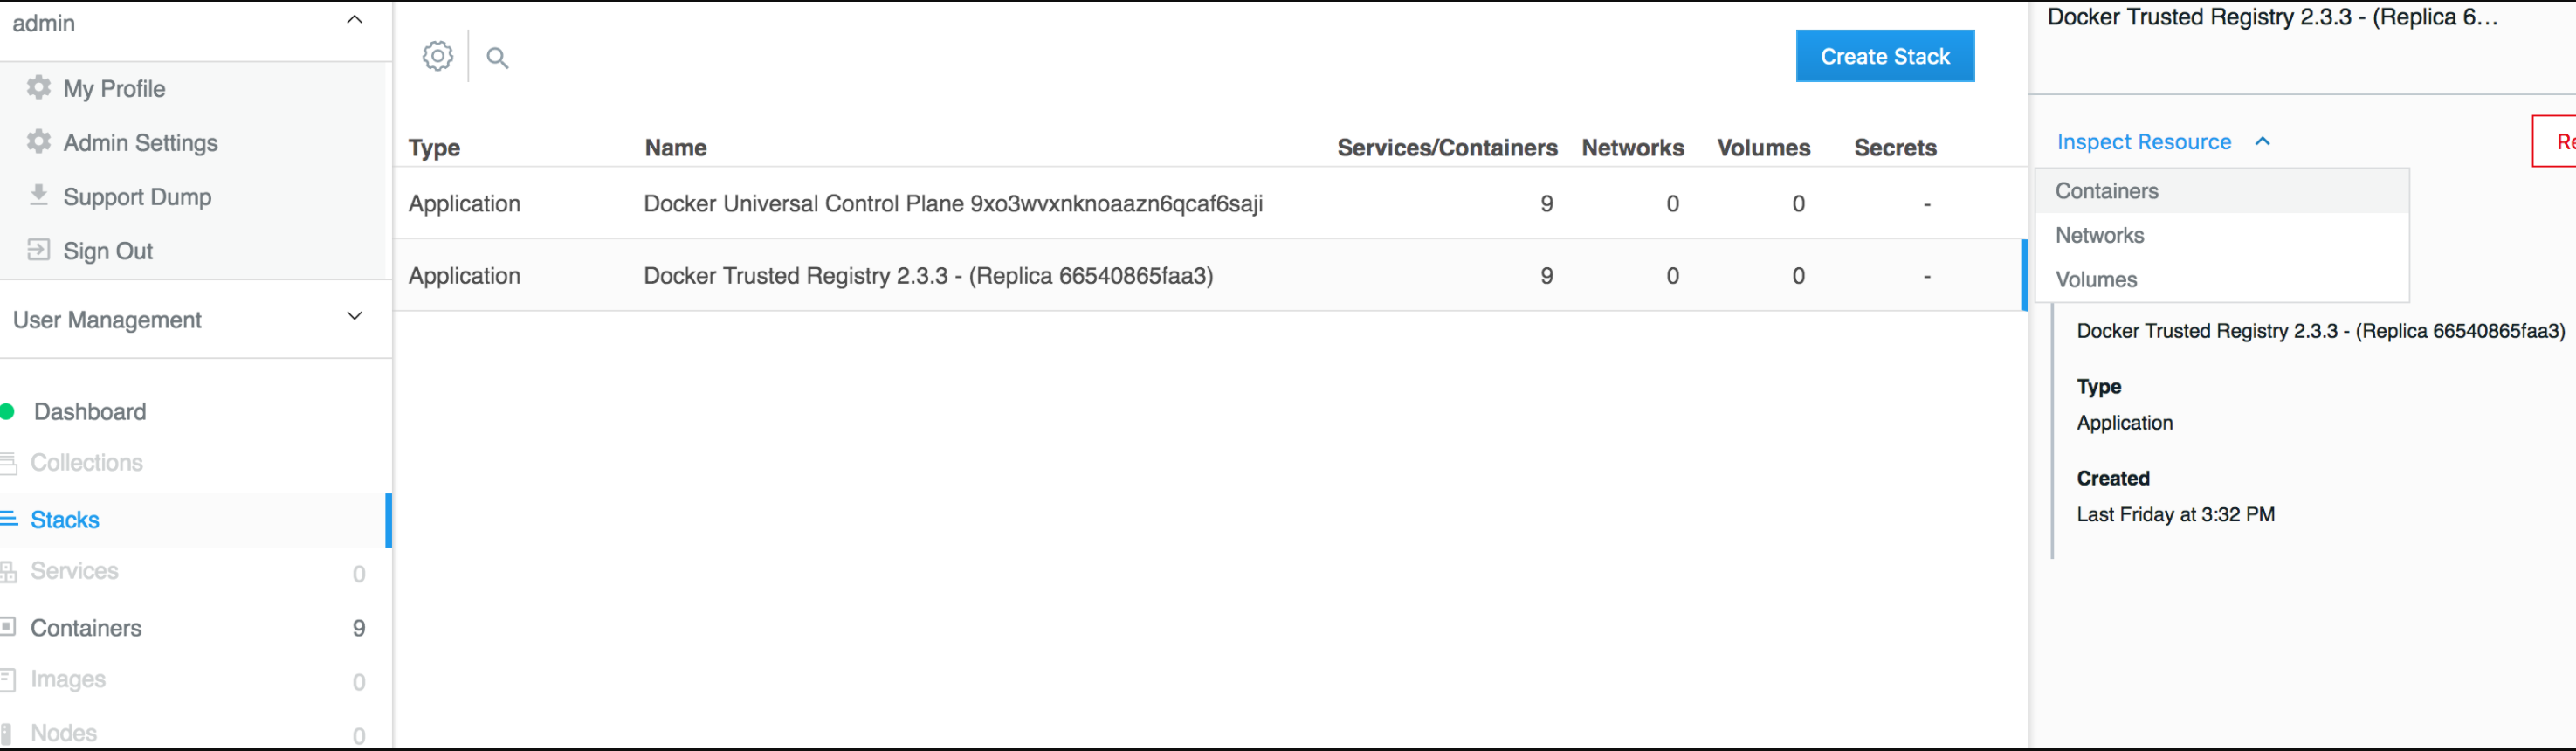 admin
My Profile
Admin Settings
Support Dump
Sign Out
User Management
Dashboard
Collections
Stacks
Services 0
Containers 9
Images 0
Nodes 0
Create Stack
Type Name Services/Containers Networks Volumes Secrets
Application Docker Universal Control Plane 9xo3wvxnknoaazn6qcaf6saji 9 0 0 -
Application Docker Trusted Registry 2.3.3 - (Replica 66540865faa3) 9 0 0 -
Docker Trusted Registry 2.3.3 - (Replica 6...
Inspect Resource Re
Containers
Networks
Volumes
Docker Trusted Registry 2.3.3 - (Replica 66540865faa3)
Type
Application
Created
Last Friday at 3:32 PM